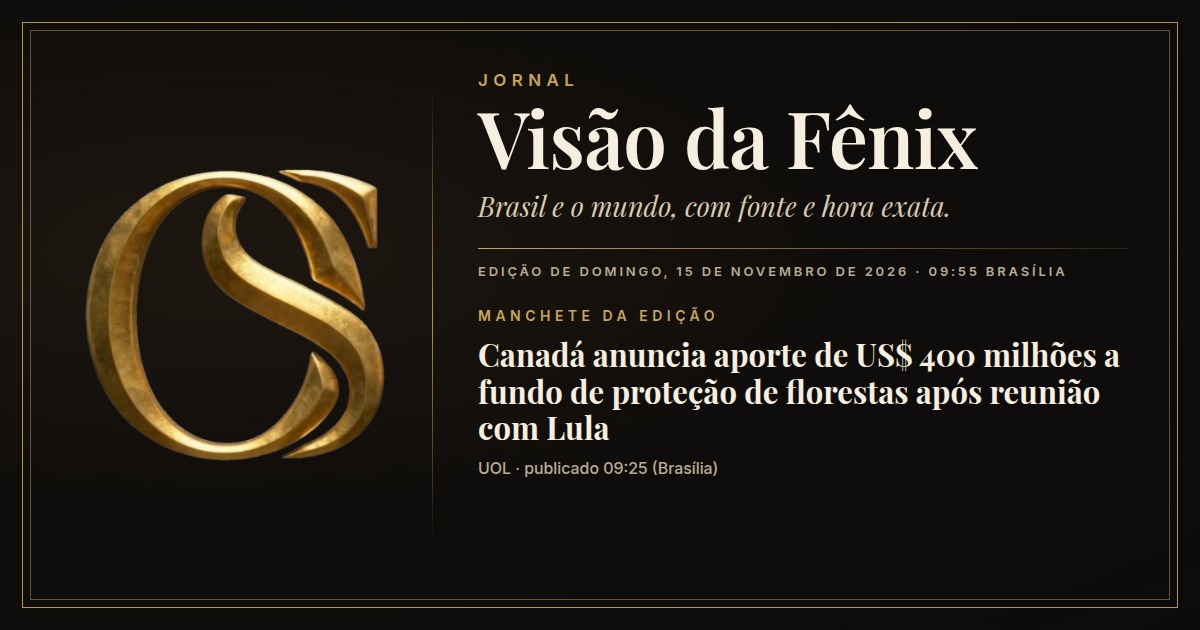 JORNAL
Visão da Fênix
Brasil e o mundo, com fonte e hora exata.
EDIÇÃO DE DOMINGO, 15 DE NOVEMBRO DE 2026 · 09:55 BRASÍLIA
MANCHETE DA EDIÇÃO
Canadá anuncia aporte de US$ 400 milhões a
fundo de proteção de florestas após reunião
com Lula
UOL · publicado 09:25 (Brasília)